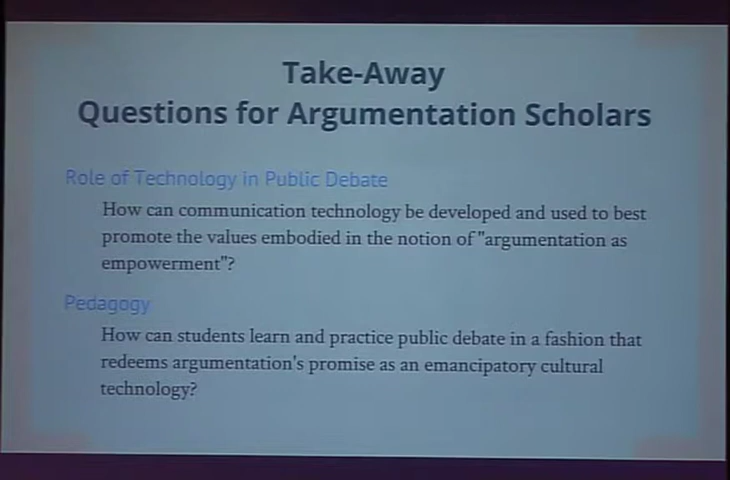 Take-Away
Questions for Argumentation Scholars
Role of Technology in Public Debate
How can communication technology be developed and used to best
promote the values embodied in the notion of "argumentation as
empowerment"?
Pedagogy
How can students learn and practice public debate in a fashion that
redeems argumentation's promise as an emancipatory cultural
technology?